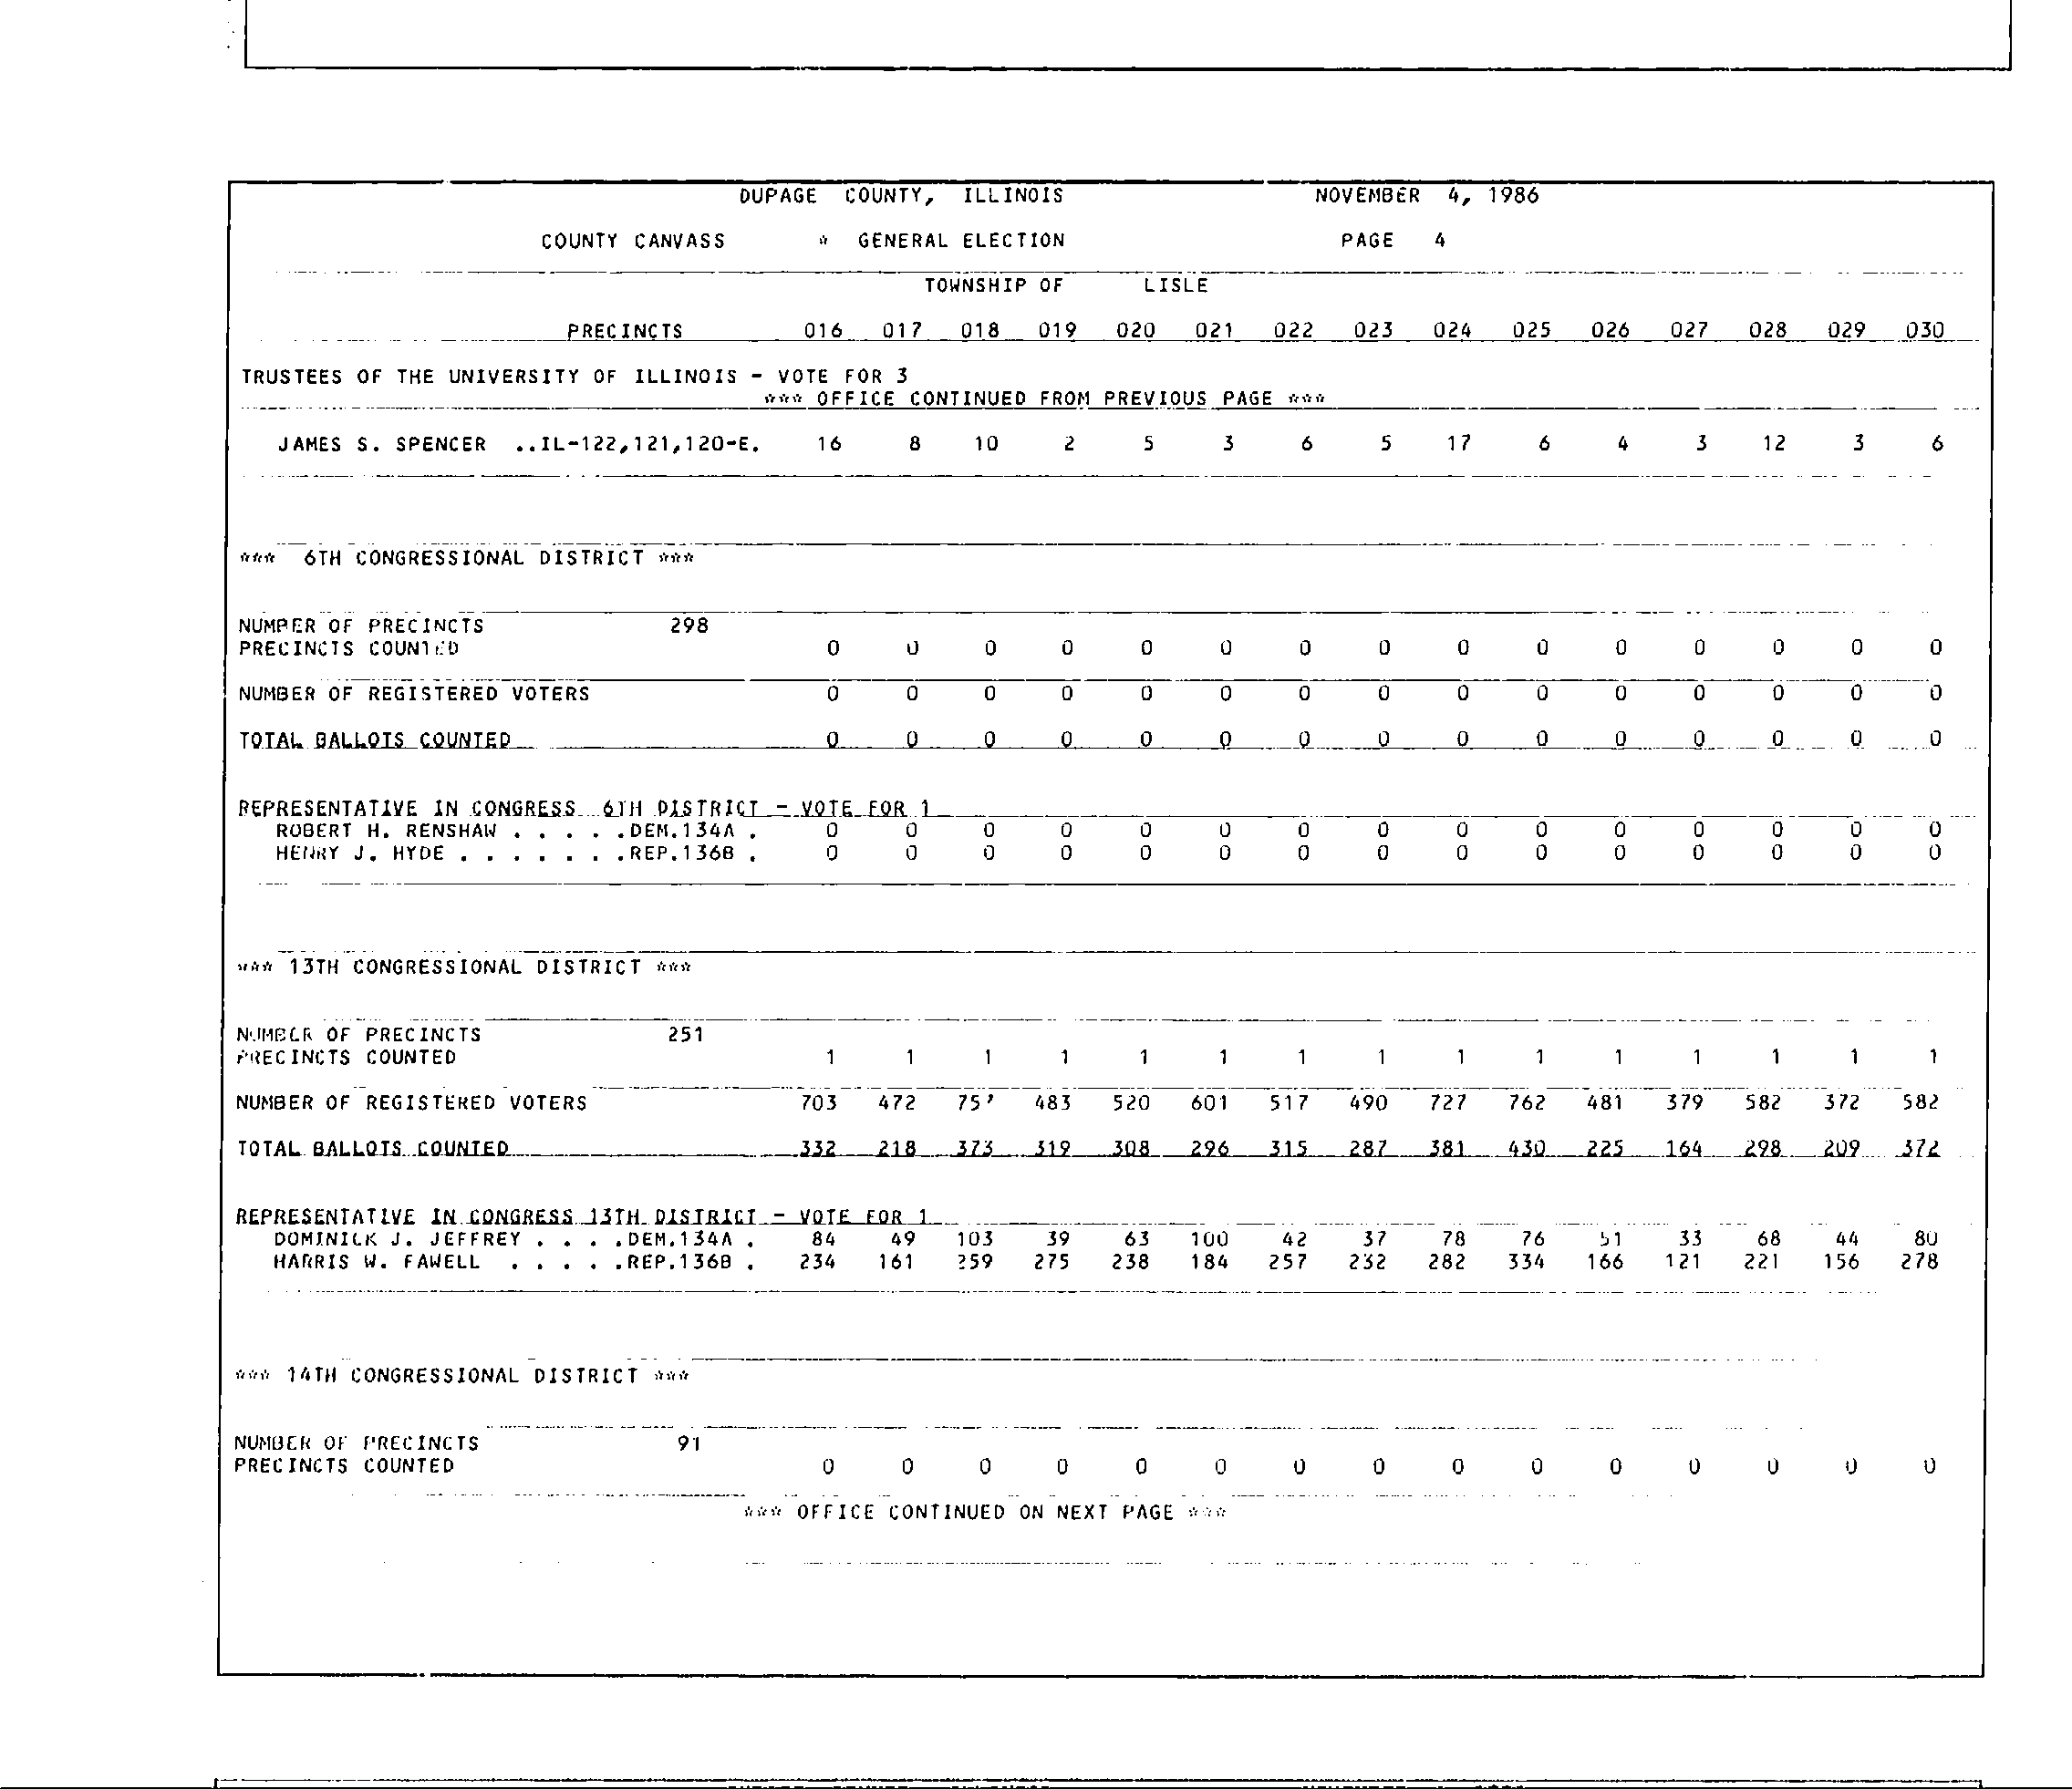 DUPAGE COUNTY, ILLINOIS NOVEMBER 4, 1986
COUNTY CANVASS * GENERAL ELECTION PAGE 4
TOWNSHIP OF LISLE
PRECINCTS 016 017 018 019 020 021 022 023 024 025 026 027 028 029 030
TRUSTEES OF THE UNIVERSITY OF ILLINOIS - VOTE FOR 3
*** OFFICE CONTINUED FROM PREVIOUS PAGE ***
JAMES S. SPENCER ..IL-122,121,120-E. 16 8 10 2 5 3 6 5 17 6 4 3 12 3 6
*** 6TH CONGRESSIONAL DISTRICT ***
NUMBER OF PRECINCTS 298
PRECINCTS COUNTED 0 0 0 0 0 0 0 0 0 0 0 0 0 0 0
NUMBER OF REGISTERED VOTERS 0 0 0 0 0 0 0 0 0 0 0 0 0 0 0
TOTAL BALLOTS COUNTED 0 0 0 0 0 0 0 0 0 0 0 0 0 0 0
REPRESENTATIVE IN CONGRESS 6TH DISTRICT - VOTE FOR 1
ROBERT H. RENSHAW . . . . .DEM.134A . 0 0 0 0 0 0 0 0 0 0 0 0 0 0 0
HENRY J. HYDE . . . . . . .REP.136B . 0 0 0 0 0 0 0 0 0 0 0 0 0 0 0
*** 13TH CONGRESSIONAL DISTRICT ***
NUMBER OF PRECINCTS 251
PRECINCTS COUNTED 1 1 1 1 1 1 1 1 1 1 1 1 1 1 1
NUMBER OF REGISTERED VOTERS 703 472 483 520 601 517 490 727 762 481 379 582 372 582
TOTAL BALLOTS COUNTED 332 218 373 319 308 296 315 287 381 430 225 164 298 209 372
REPRESENTATIVE IN CONGRESS 13TH DISTRICT - VOTE FOR 1
DOMINICK J. JEFFREY . . . .DEM.134A . 84 49 103 39 63 100 42 37 78 76 51 33 68 44 80
HARRIS W. FAWELL . . . . .REP.136B . 234 161 259 275 238 184 257 232 282 334 166 121 221 156 278
*** 14TH CONGRESSIONAL DISTRICT ***
NUMBER OF PRECINCTS 91
PRECINCTS COUNTED 0 0 0 0 0 0 0 0 0 0 0 0 0 0 0
*** OFFICE CONTINUED ON NEXT PAGE ***